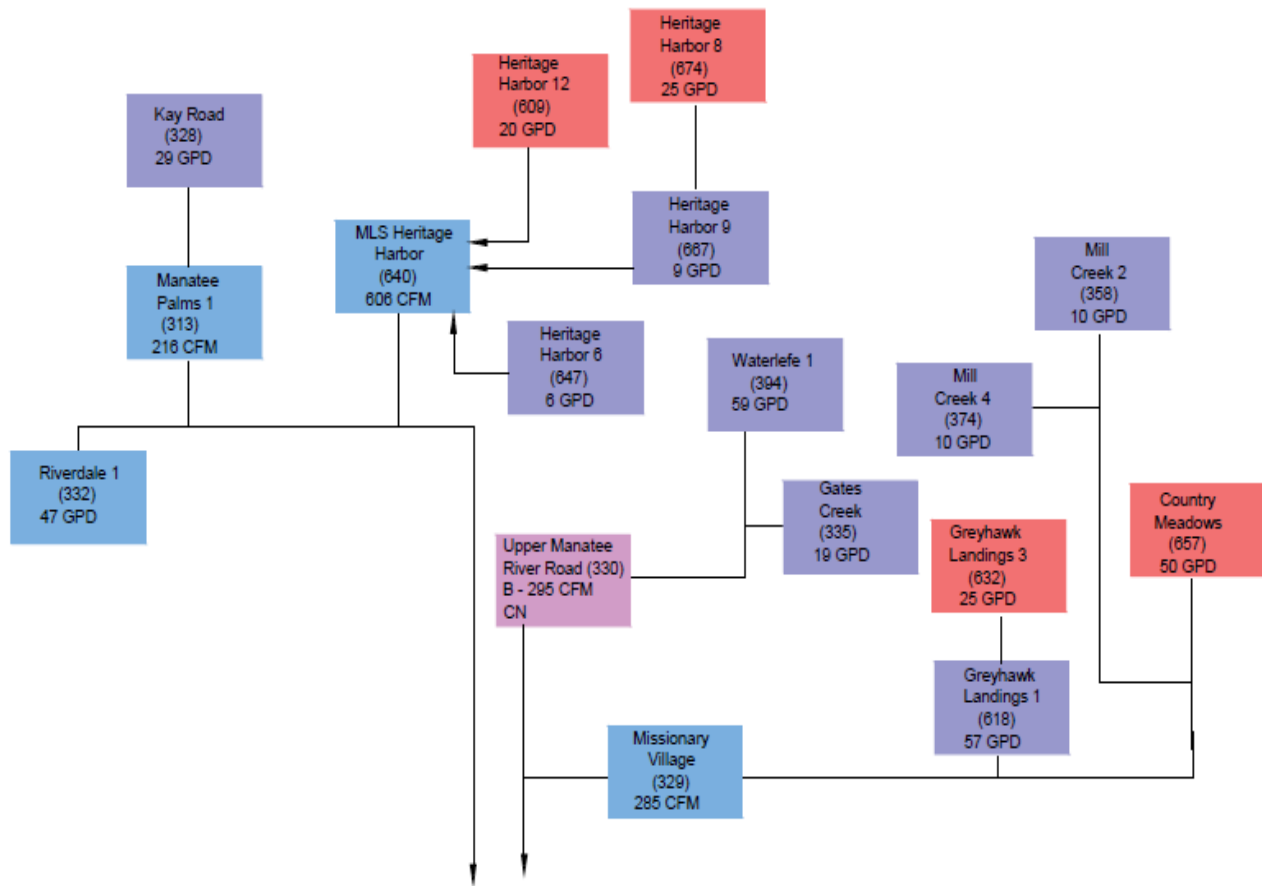 Heritage
Harbor 8
(674)
25 GPD
Heritage
Harbor 12
(609)
20 GPD
Kay Road
(328)
29 GPD
Heritage
Harbor 9
(667)
9 GPD
MLS Heritage
Harbor
(640)
606 CFM
Mill
Creek 2
(358)
10 GPD
Manatee
Palms 1
(313)
216 CFM
Heritage
Harbor 6
(647)
6 GPD
Waterlefe 1
(394)
59 GPD
Mill
Creek 4
(374)
10 GPD
Riverdale 1
(332)
47 GPD
Gates
Creek
(335)
19 GPD
Country
Meadows
(657)
50 GPD
Upper Manatee
River Road (330)
B - 295 CFM
CN
Greyhawk
Landings 3
(632)
25 GPD
Greyhawk
Landings 1
(618)
57 GPD
Missionary
Village
(329)
285 CFM